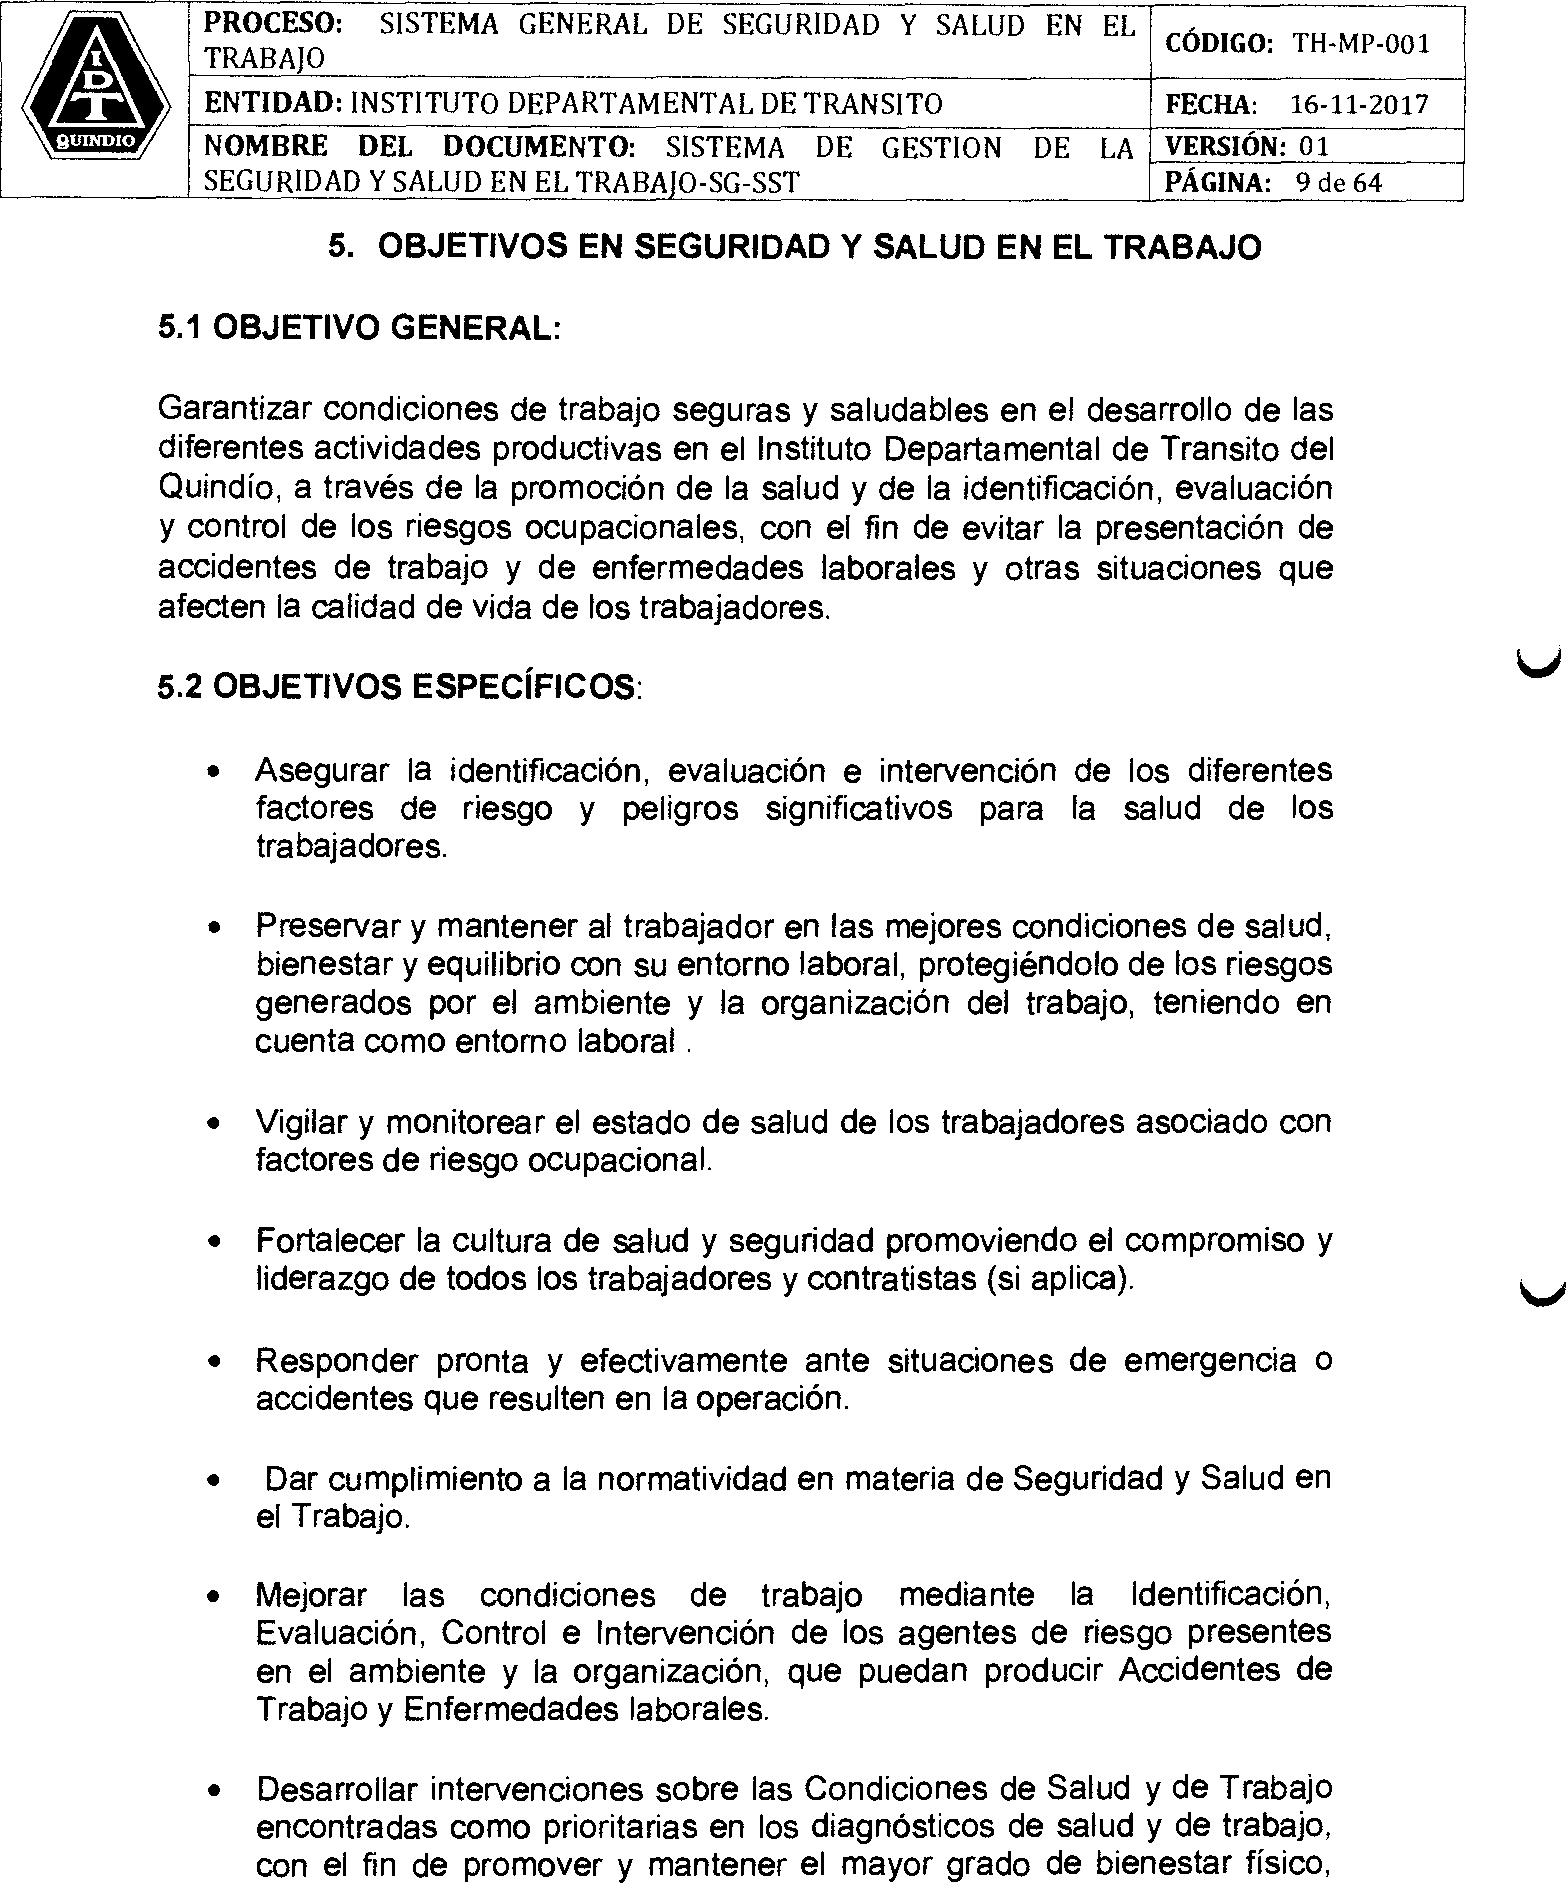 IDT
QUINDIO
PROCESO: SISTEMA GENERAL DE SEGURIDAD Y SALUD EN EL
TRABAJO
CÓDIGO: TH-MP-001
ENTIDAD: INSTITUTO DEPARTAMENTAL DE TRANSITO
FECHA: 16-11-2017
NOMBRE DEL DOCUMENTO: SISTEMA DE GESTION DE LA
SEGURIDAD Y SALUD EN EL TRABAJO-SG-SST
VERSIÓN: 01
PÁGINA: 9 de 64
5. OBJETIVOS EN SEGURIDAD Y SALUD EN EL TRABAJO
5.1 OBJETIVO GENERAL:
Garantizar condiciones de trabajo seguras y saludables en el desarrollo de las
diferentes actividades productivas en el Instituto Departamental de Transito del
Quindío, a través de la promoción de la salud y de la identificación, evaluación
y control de los riesgos ocupacionales, con el fin de evitar la presentación de
accidentes de trabajo y de enfermedades laborales y otras situaciones que
afecten la calidad de vida de los trabajadores.
5.2 OBJETIVOS ESPECÍFICOS:
• Asegurar la identificación, evaluación e intervención de los diferentes
factores de riesgo y peligros significativos para la salud de los
trabajadores.
• Preservar y mantener al trabajador en las mejores condiciones de salud,
bienestar y equilibrio con su entorno laboral, protegiéndolo de los riesgos
generados por el ambiente y la organización del trabajo, teniendo en
cuenta como entorno laboral .
• Vigilar y monitorear el estado de salud de los trabajadores asociado con
factores de riesgo ocupacional.
• Fortalecer la cultura de salud y seguridad promoviendo el compromiso y
liderazgo de todos los trabajadores y contratistas (si aplica).
• Responder pronta y efectivamente ante situaciones de emergencia o
accidentes que resulten en la operación.
• Dar cumplimiento a la normatividad en materia de Seguridad y Salud en
el Trabajo.
• Mejorar las condiciones de trabajo mediante la Identificación,
Evaluación, Control e Intervención de los agentes de riesgo presentes
en el ambiente y la organización, que puedan producir Accidentes de
Trabajo y Enfermedades laborales.
• Desarrollar intervenciones sobre las Condiciones de Salud y de Trabajo
encontradas como prioritarias en los diagnósticos de salud y de trabajo,
con el fin de promover y mantener el mayor grado de bienestar físico,